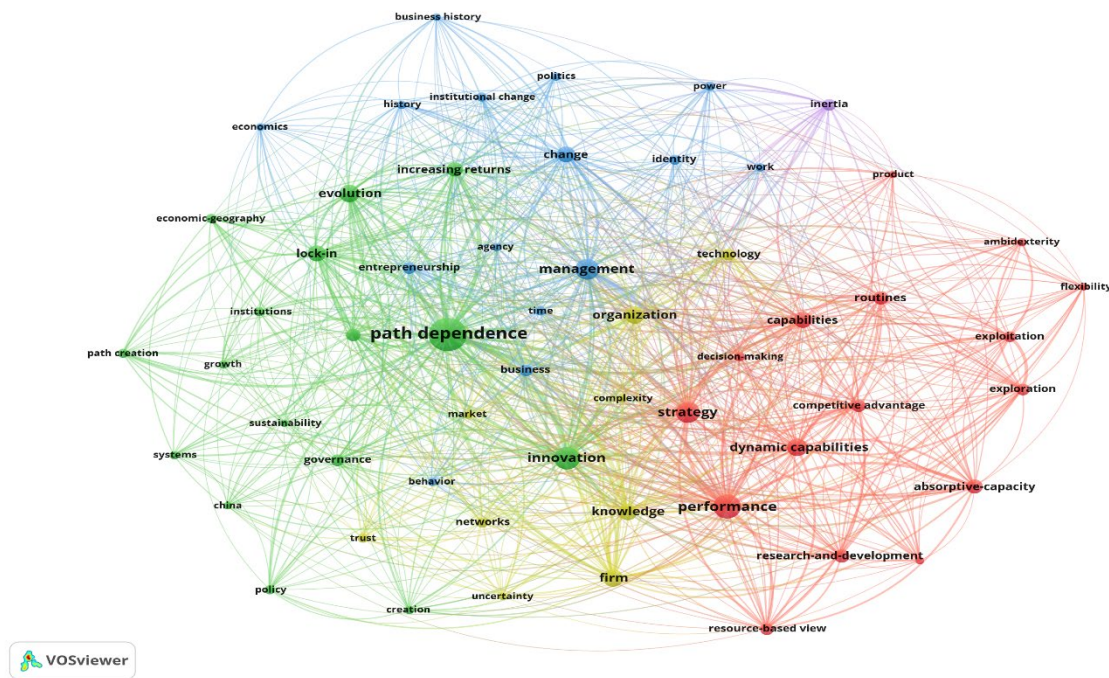 business history
politics
power
inertia
history
institutional change
economics
change
identity
work
increasing returns
product
evolution
economic geography
ambidexterity
agency
lock-in
technology
entrepreneurship
management
flexibility
routines
institutions
time
organization
capabilities
path dependence
exploitation
path creation
decision-making
growth
business
exploration
complexity
competitive advantage
market
strategy
sustainability
dynamic capabilities
systems
governance
innovation
behavior
absorptive-capacity
china
performance
knowledge
networks
trust
research-and-development
firm
policy
uncertainty
creation
resource-based view
VOSviewer